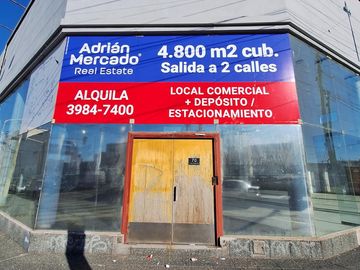 Adrián
Mercado
Real Estate
4.800 m2 cub.
Salida a 2 calles
ALQUILA
3984-7400
LOCAL COMERCIAL
+ DEPÓSITO /
ESTACIONAMIENTO